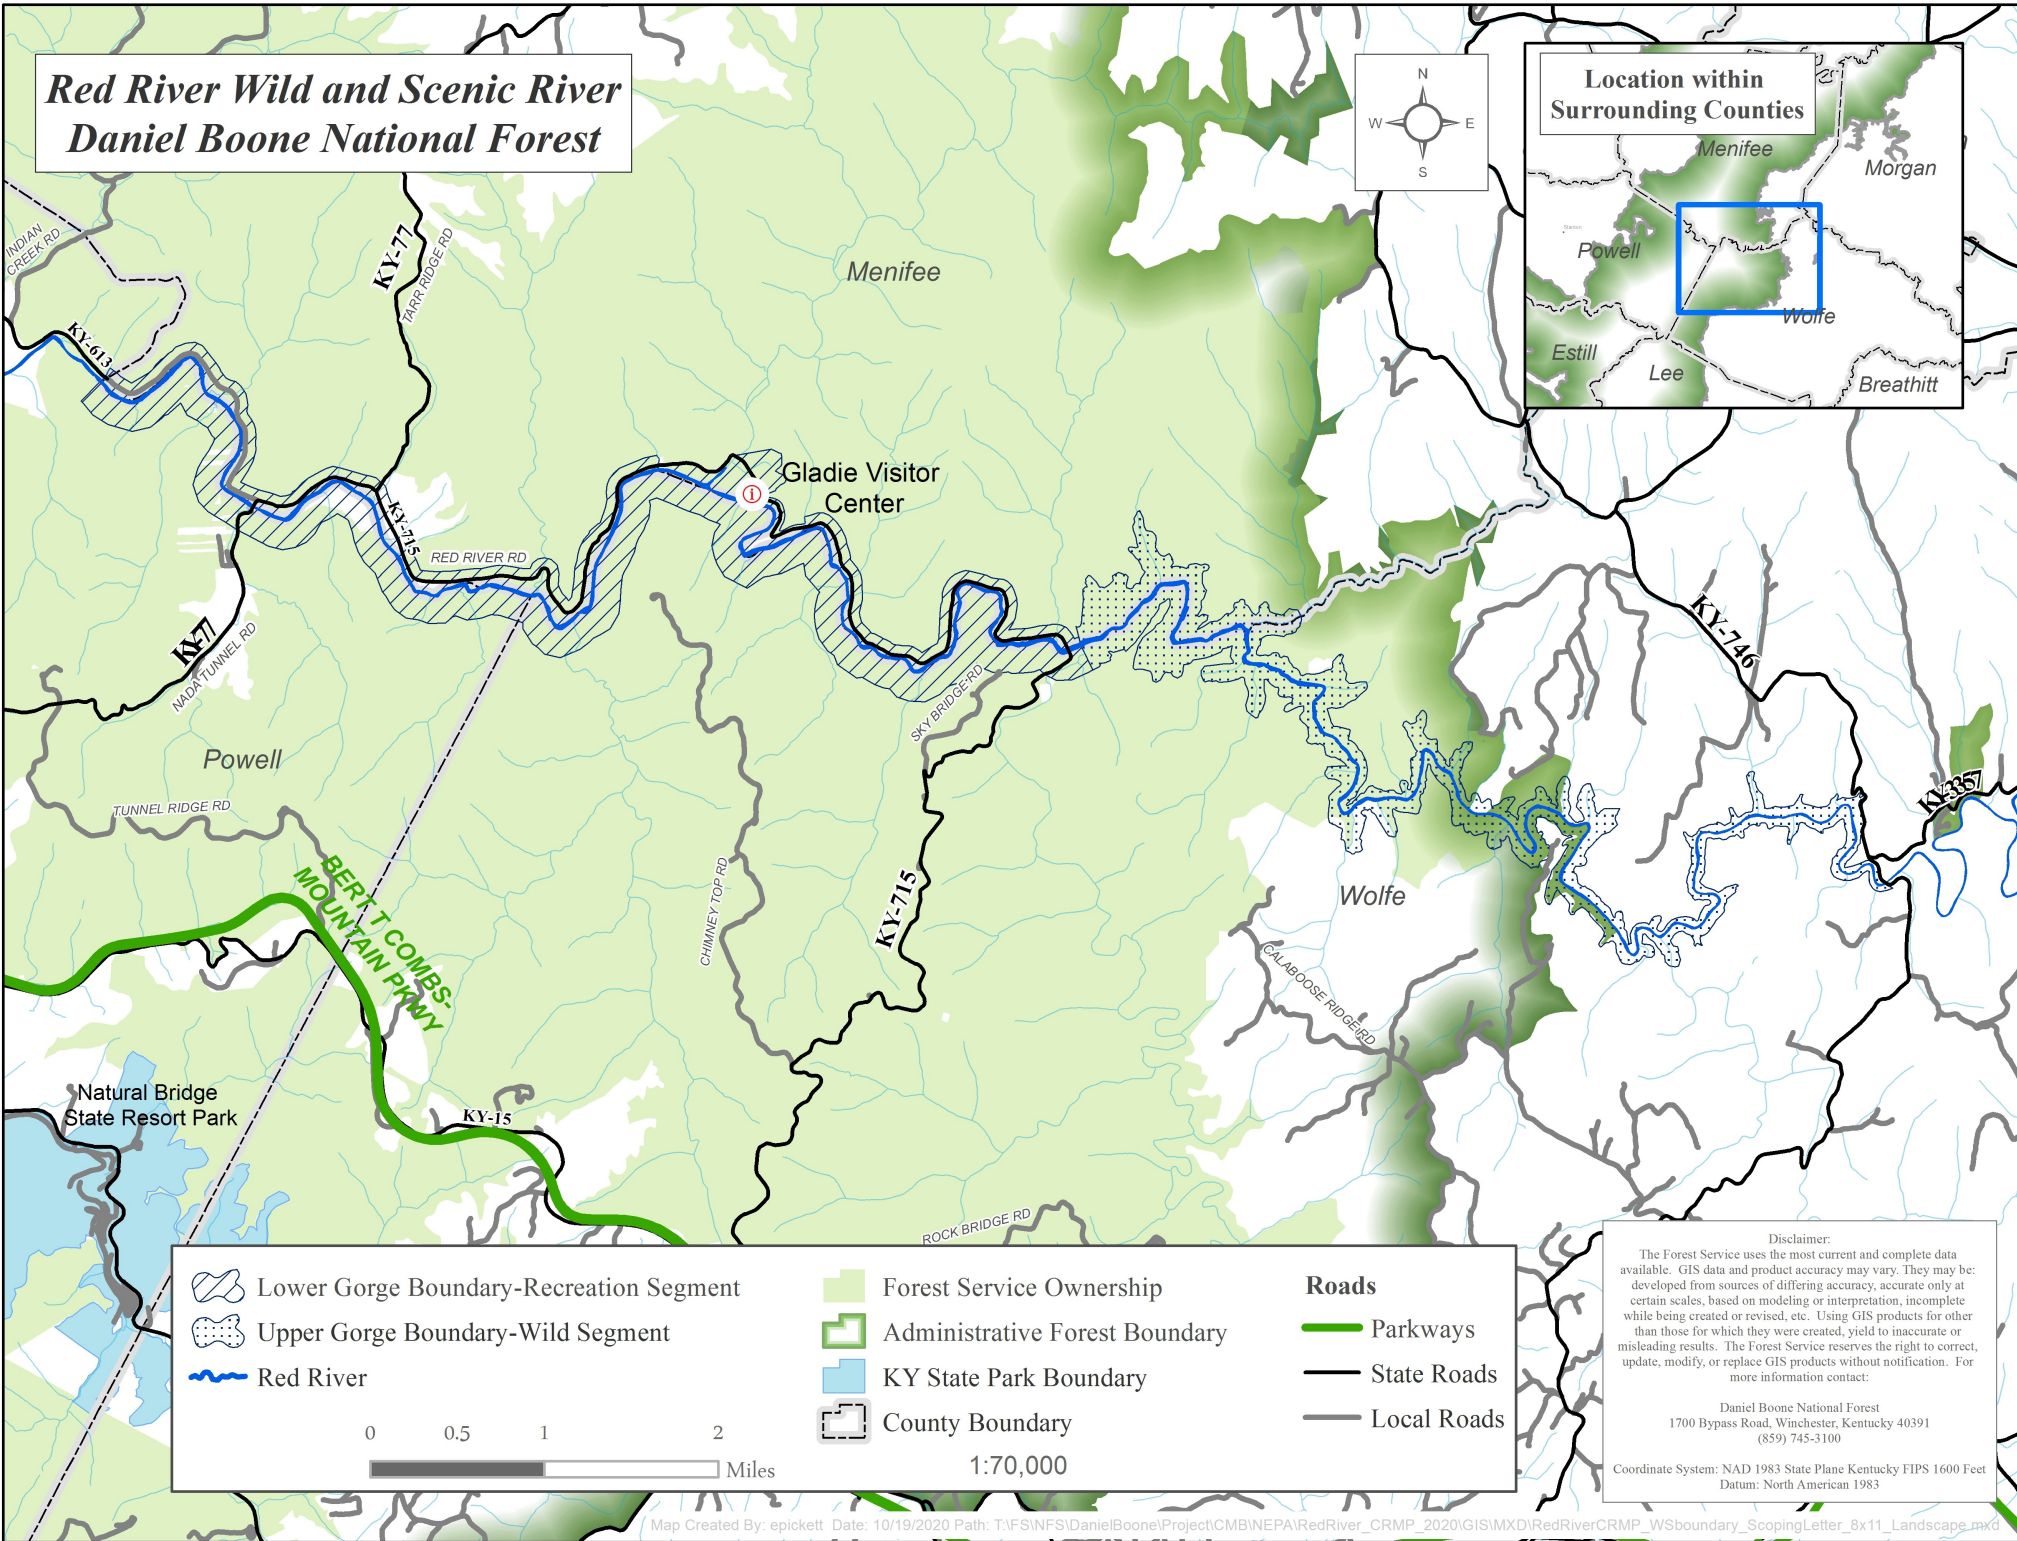 Red River Wild and Scenic River
Daniel Boone National Forest
N
W
E
S
Location within
Surrounding Counties
Menifee
Morgan
Stanton
Powell
Wolfe
Estill
Lee
Breathitt
INDIAN
CREEK RD
KY-77
TARR RIDGE RD
Menifee
KY-613
Gladie Visitor
Center
KY-715
RED RIVER RD
KY-77
NADA TUNNEL RD
KY-746
SKY BRIDGE RD
Powell
TUNNEL RIDGE RD
KY-3357
BERT T COMBS-
MOUNTAIN PKWY
CHIMNEY TOP RD
KY-715
Wolfe
CALABOOSE RIDGE RD
Natural Bridge
State Resort Park
KY-15
ROCK BRIDGE RD
Lower Gorge Boundary-Recreation Segment
Upper Gorge Boundary-Wild Segment
Red River
0 0.5 1 2
Miles
Forest Service Ownership
Administrative Forest Boundary
KY State Park Boundary
County Boundary
1:70,000
Roads
Parkways
State Roads
Local Roads
Disclaimer:
The Forest Service uses the most current and complete data
available. GIS data and product accuracy may vary. They may be:
developed from sources of differing accuracy, accurate only at
certain scales, based on modeling or interpretation, incomplete
while being created or revised, etc. Using GIS products for other
than those for which they were created, yield to inaccurate or
misleading results. The Forest Service reserves the right to correct,
update, modify, or replace GIS products without notification. For
more information contact:
Daniel Boone National Forest
1700 Bypass Road, Winchester, Kentucky 40391
(859) 745-3100
Coordinate System: NAD 1983 State Plane Kentucky FIPS 1600 Feet
Datum: North American 1983
Map Created By: epickett Date: 10/19/2020 Path: T:\FS\NFS\DanielBoone\Project\CMB\NEPA\RedRiver_CRMP_2020\GIS\MXD\RedRiverCRMP_WSboundary_ScopingLetter_8x11_Landscape.mxd